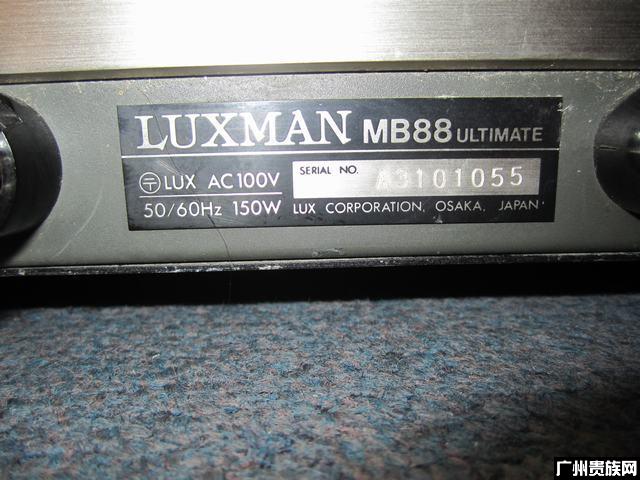 LUXMAN MB88 ULTIMATE
LUX AC100V SERIAL NO. A3101055
50/60Hz 150W LUX CORPORATION, OSAKA, JAPAN
广州贵族网